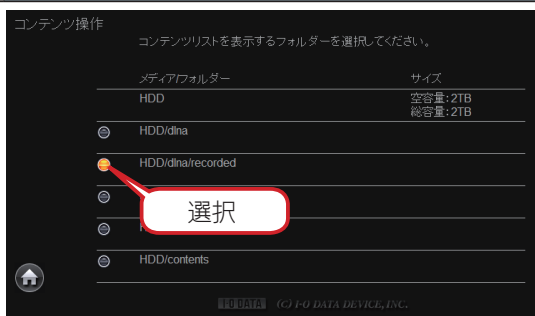 コンテンツ操作
コンテンツリストを表示するフォルダーを選択してください。
メディア/フォルダー サイズ
HDD 空容量:2TB
総容量:2TB
HDD/dlna
HDD/dlna/recorded
選択
HDD/contents
I-O DATA (C) I-O DATA DEVICE, INC.